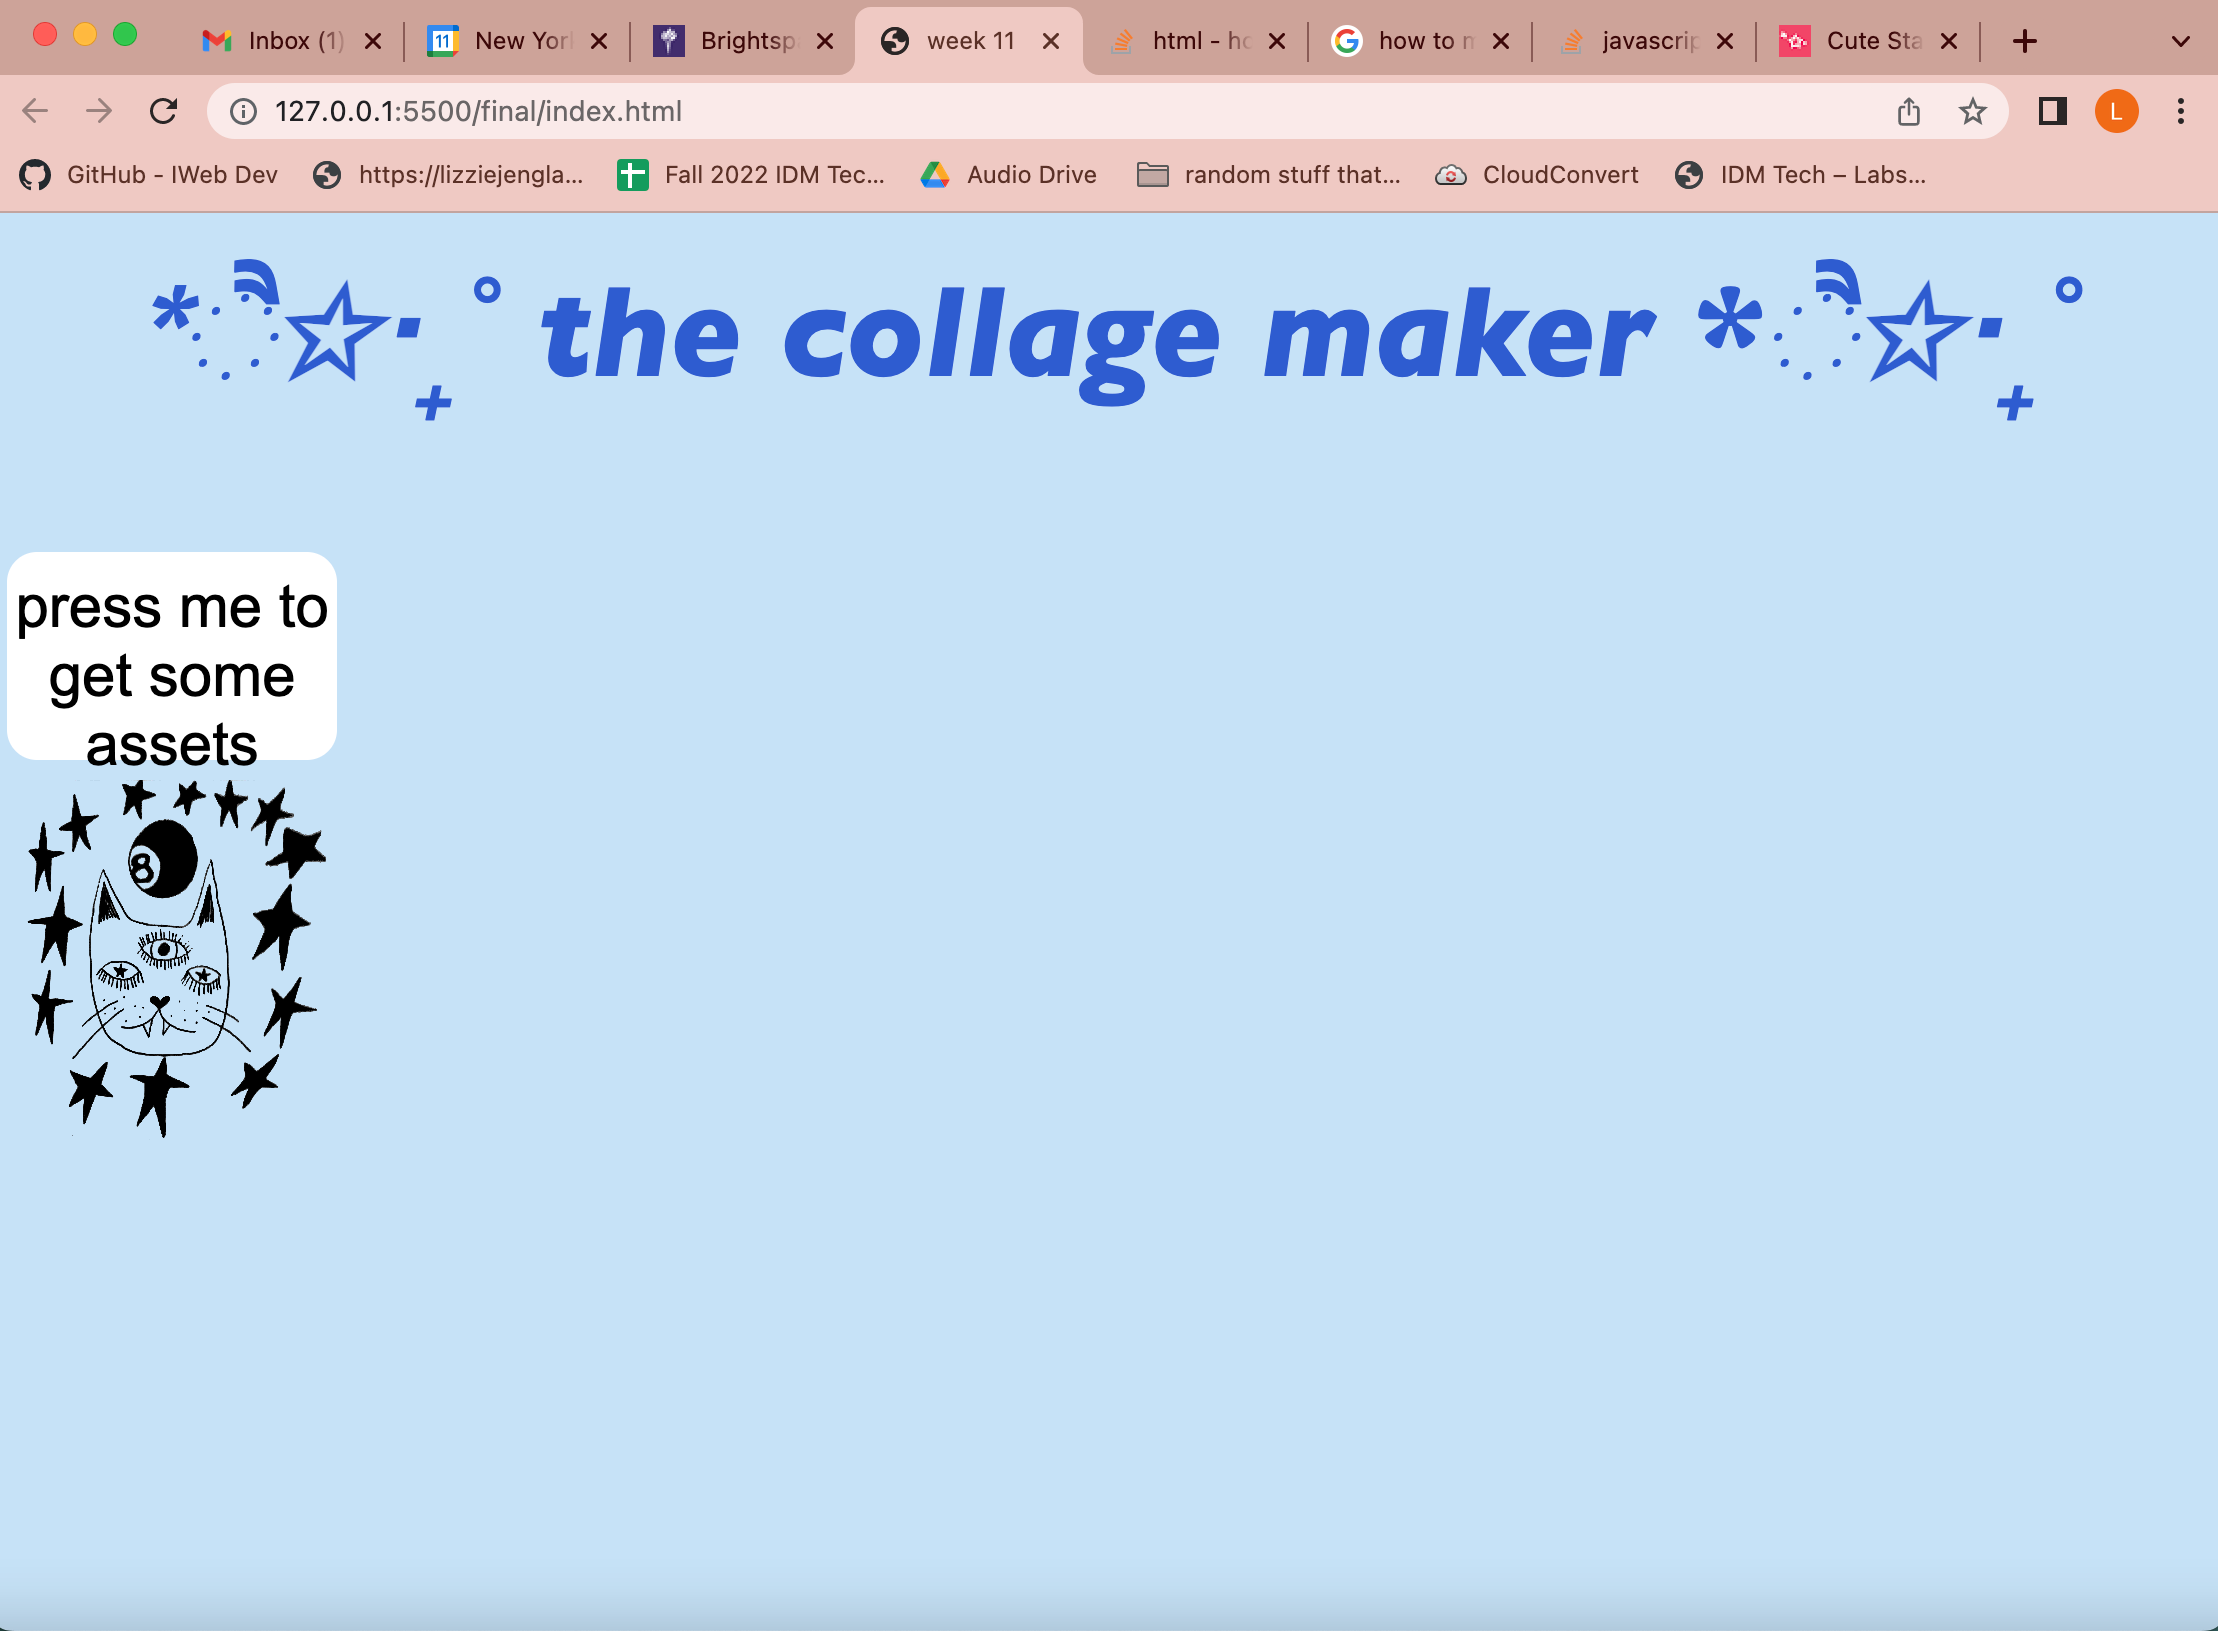 Inbox (1)
New Yor
Brightsp
week 11
html - ho
how to m
javascrip
Cute Sta
127.0.0.1:5500/final/index.html
L
GitHub - IWeb Dev
https://lizziejengla...
Fall 2022 IDM Tec...
Audio Drive
random stuff that...
CloudConvert
IDM Tech – Labs...
*ੈ☆·₊° the collage maker *ੈ☆·₊°
press me to
get some
assets
8